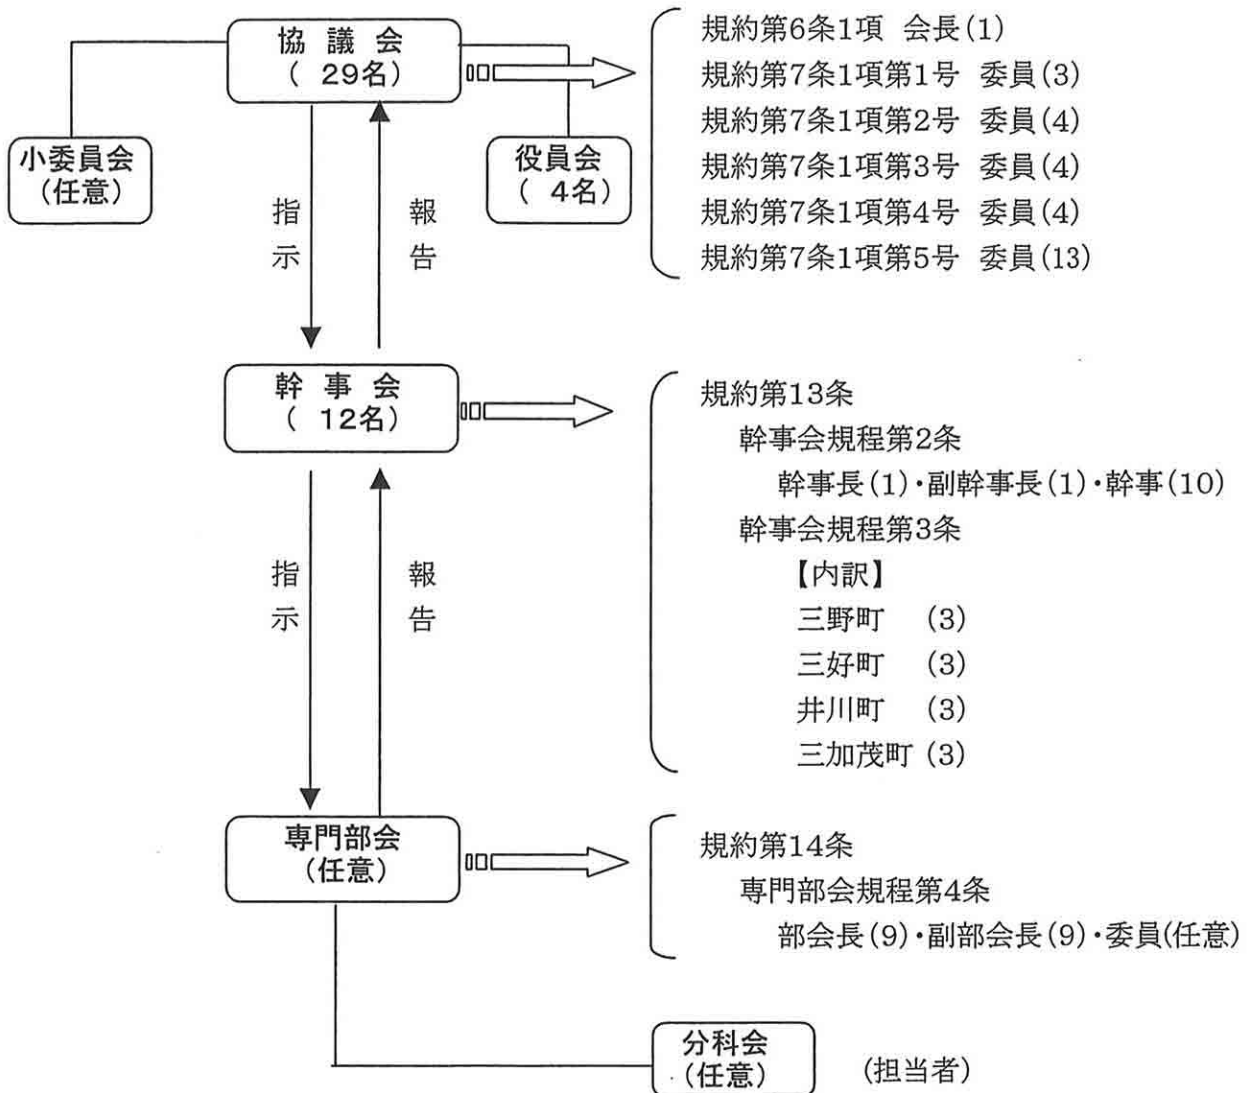 協 議 会
( 29名)
小委員会
(任意)
役員会
( 4名)
規約第6条1項 会長(1)
規約第7条1項第1号 委員(3)
規約第7条1項第2号 委員(4)
規約第7条1項第3号 委員(4)
規約第7条1項第4号 委員(4)
規約第7条1項第5号 委員(13)
指示
報告
幹 事 会
( 12名)
規約第13条
幹事会規程第2条
幹事長(1)・副幹事長(1)・幹事(10)
幹事会規程第3条
【内訳】
三野町 (3)
三好町 (3)
井川町 (3)
三加茂町 (3)
指示
報告
専門部会
(任意)
規約第14条
専門部会規程第4条
部会長(9)・副部会長(9)・委員(任意)
分科会
(任意)
(担当者)